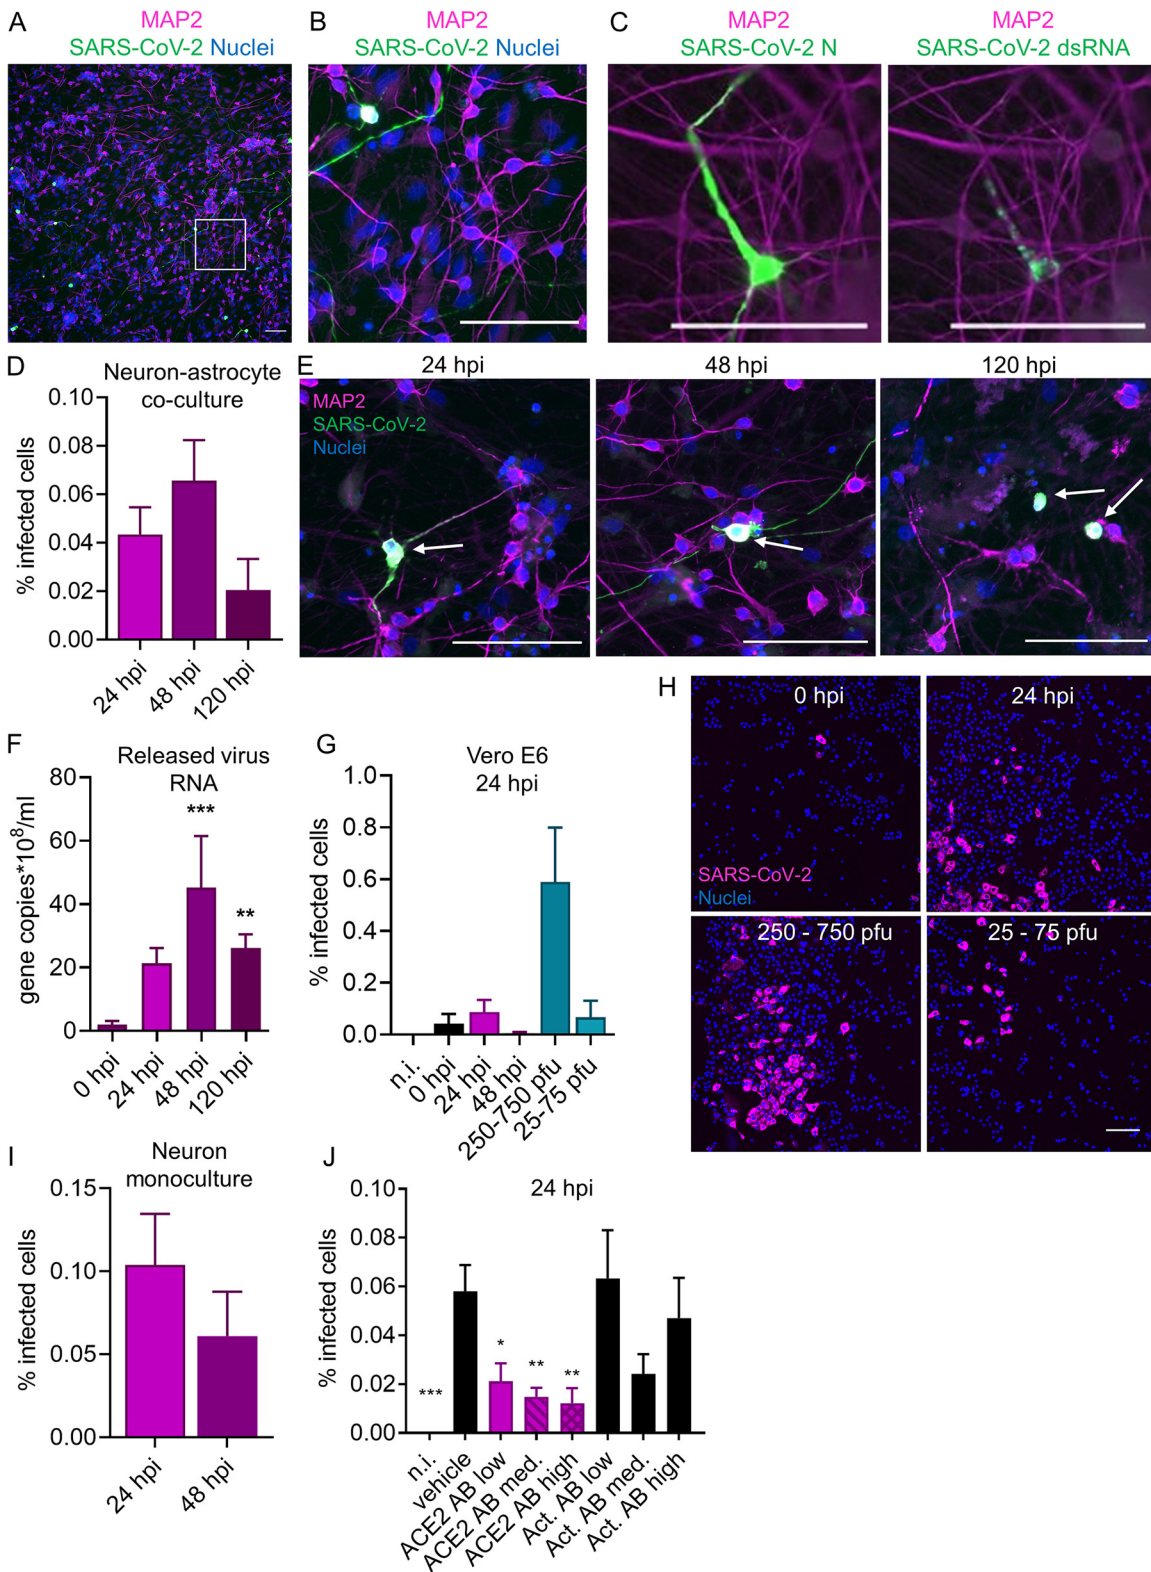 A
MAP2
SARS-CoV-2 Nuclei
B
MAP2
SARS-CoV-2 Nuclei
C
MAP2
SARS-CoV-2 N
MAP2
SARS-CoV-2 dsRNA
D
Neuron-astrocyte
co-culture
% infected cells
0.10
0.08
0.06
0.04
0.02
0.00
24 hpi
48 hpi
120 hpi
E
24 hpi
48 hpi
120 hpi
MAP2
SARS-CoV-2
Nuclei
F
Released virus
RNA
gene copies*10⁸/ml
80
60
40
20
0
***
**
0 hpi
24 hpi
48 hpi
120 hpi
G
Vero E6
24 hpi
% infected cells
1.0
0.8
0.6
0.4
0.2
0.0
n.i.
0 hpi
24 hpi
48 hpi
250-750 pfu
25-75 pfu
H
0 hpi
24 hpi
SARS-CoV-2
Nuclei
250 - 750 pfu
25 - 75 pfu
I
Neuron
monoculture
% infected cells
0.15
0.10
0.05
0.00
24 hpi
48 hpi
J
24 hpi
% infected cells
0.10
0.08
0.06
0.04
0.02
0.00
***
*
**
**
n.i.
vehicle
ACE2 AB low
ACE2 AB med.
ACE2 AB high
Act. AB low
Act. AB med.
Act. AB high